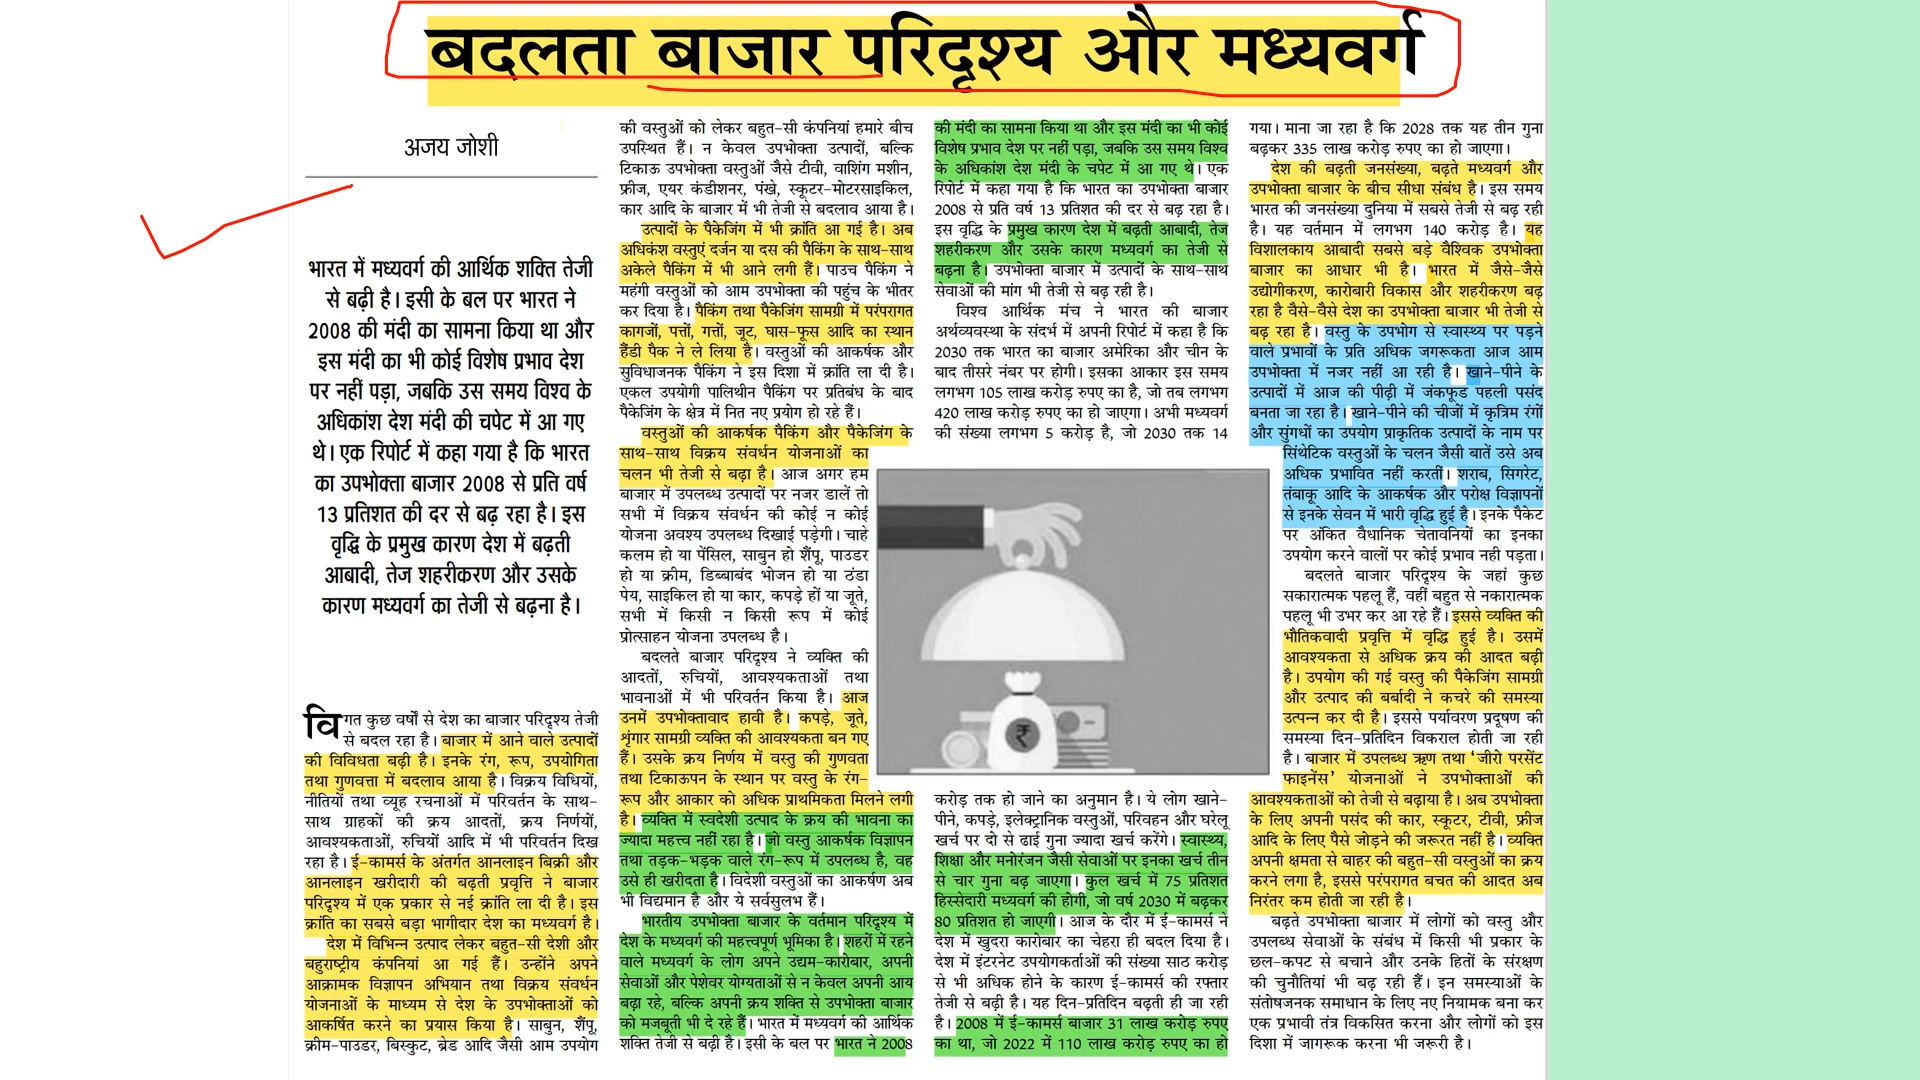 बदलता बाजार परिदृश्य और मध्यवर्ग
अजय जोशी
भारत में मध्यवर्ग की आर्थिक शक्ति तेजी
से बढ़ी है। इसी के बल पर भारत ने
2008 की मंदी का सामना किया था और
इस मंदी का भी कोई विशेष प्रभाव देश
पर नहीं पड़ा, जबकि उस समय विश्व के
अधिकांश देश मंदी की चपेट में आ गए
थे। एक रिपोर्ट में कहा गया है कि भारत
का उपभोक्ता बाजार 2008 से प्रति वर्ष
13 प्रतिशत की दर से बढ़ रहा है। इस
वृद्धि के प्रमुख कारण देश में बढ़ती
आबादी, तेज शहरीकरण और उसके
कारण मध्यवर्ग का तेजी से बढ़ना है।
विगत कुछ वर्षों से देश का बाजार परिदृश्य तेजी
से बदल रहा है। बाजार में आने वाले उत्पादों
की विविधता बढ़ी है। इनके रंग, रूप, उपयोगिता
तथा गुणवत्ता में बदलाव आया है। विक्रय विधियों,
नीतियों तथा व्यूह रचनाओं में परिवर्तन के साथ-
साथ ग्राहकों की क्रय आदतों, क्रय निर्णयों,
आवश्यकताओं, रुचियों आदि में भी परिवर्तन दिख
रहा है। ई-कामर्स के अंतर्गत आनलाइन बिक्री और
आनलाइन खरीदारी की बढ़ती प्रवृत्ति ने बाजार
परिदृश्य में एक प्रकार से नई क्रांति ला दी है। इस
क्रांति का सबसे बड़ा भागीदार देश का मध्यवर्ग है।
देश में विभिन्न उत्पाद लेकर बहुत-सी देशी और
बहुराष्ट्रीय कंपनियां आ गई हैं। उन्होंने अपने
आक्रामक विज्ञापन अभियान तथा विक्रय संवर्धन
योजनाओं के माध्यम से देश के उपभोक्ताओं को
आकर्षित करने का प्रयास किया है। साबुन, शैंपू,
क्रीम-पाउडर, बिस्कुट, ब्रेड आदि जैसी आम उपयोग
की वस्तुओं को लेकर बहुत-सी कंपनियां हमारे बीच
उपस्थित हैं। न केवल उपभोक्ता उत्पादों, बल्कि
टिकाऊ उपभोक्ता वस्तुओं जैसे टीवी, वाशिंग मशीन,
फ्रीज, एयर कंडीशनर, पंखे, स्कूटर-मोटरसाइकिल,
कार आदि के बाजार में भी तेजी से बदलाव आया है।
उत्पादों के पैकेजिंग में भी क्रांति आ गई है। अब
अधिकंश वस्तुएं दर्जन या दस की पैकिंग के साथ-साथ
अकेले पैकिंग में भी आने लगी हैं। पाउच पैकिंग ने
महंगी वस्तुओं को आम उपभोक्ता की पहुंच के भीतर
कर दिया है। पैकिंग तथा पैकेजिंग सामग्री में परंपरागत
कागजों, पत्तों, गत्तों, जूट, घास-फूस आदि का स्थान
हैंडी पैक ने ले लिया है। वस्तुओं की आकर्षक और
सुविधाजनक पैकिंग ने इस दिशा में क्रांति ला दी है।
एकल उपयोगी पालिथीन पैकिंग पर प्रतिबंध के बाद
पैकेजिंग के क्षेत्र में नित नए प्रयोग हो रहे हैं।
वस्तुओं की आकर्षक पैकिंग और पैकेजिंग के
साथ-साथ विक्रय संवर्धन योजनाओं का
चलन भी तेजी से बढ़ा है। आज अगर हम
बाजार में उपलब्ध उत्पादों पर नजर डालें तो
सभी में विक्रय संवर्धन की कोई न कोई
योजना अवश्य उपलब्ध दिखाई पड़ेगी। चाहे
कलम हो या पेंसिल, साबुन हो शैंपू, पाउडर
हो या क्रीम, डिब्बाबंद भोजन हो या ठंडा
पेय, साइकिल हो या कार, कपड़े हों या जूते,
सभी में किसी न किसी रूप में कोई
प्रोत्साहन योजना उपलब्ध है।
बदलते बाजार परिदृश्य ने व्यक्ति की
आदतों, रुचियों, आवश्यकताओं तथा
भावनाओं में भी परिवर्तन किया है। आज
उनमें उपभोक्तावाद हावी है। कपड़े, जूते,
शृंगार सामग्री व्यक्ति की आवश्यकता बन गए
हैं। उसके क्रय निर्णय में वस्तु की गुणवता
तथा टिकाऊपन के स्थान पर वस्तु के रंग-
रूप और आकार को अधिक प्राथमिकता मिलने लगी
है। व्यक्ति में स्वदेशी उत्पाद के क्रय की भावना का
ज्यादा महत्त्व नहीं रहा है। जो वस्तु आकर्षक विज्ञापन
तथा तड़क-भड़क वाले रंग-रूप में उपलब्ध है, वह
उसे ही खरीदता है। विदेशी वस्तुओं का आकर्षण अब
भी विद्यमान है और ये सर्वसुलभ हैं।
भारतीय उपभोक्ता बाजार के वर्तमान परिदृश्य में
देश के मध्यवर्ग की महत्त्वपूर्ण भूमिका है। शहरों में रहने
वाले मध्यवर्ग के लोग अपने उद्यम-कारोबार, अपनी
सेवाओं और पेशेवर योग्यताओं से न केवल अपनी आय
बढ़ा रहे, बल्कि अपनी क्रय शक्ति से उपभोक्ता बाजार
को मजबूती भी दे रहे हैं। भारत में मध्यवर्ग की आर्थिक
शक्ति तेजी से बढ़ी है। इसी के बल पर भारत ने 2008
की मंदी का सामना किया था और इस मंदी का भी कोई
विशेष प्रभाव देश पर नहीं पड़ा, जबकि उस समय विश्व
के अधिकांश देश मंदी के चपेट में आ गए थे। एक
रिपोर्ट में कहा गया है कि भारत का उपभोक्ता बाजार
2008 से प्रति वर्ष 13 प्रतिशत की दर से बढ़ रहा है।
इस वृद्धि के प्रमुख कारण देश में बढ़ती आबादी, तेज
शहरीकरण और उसके कारण मध्यवर्ग का तेजी से
बढ़ना है। उपभोक्ता बाजार में उत्पादों के साथ-साथ
सेवाओं की मांग भी तेजी से बढ़ रही है।
विश्व आर्थिक मंच ने भारत की बाजार
अर्थव्यवस्था के संदर्भ में अपनी रिपोर्ट में कहा है कि
2030 तक भारत का बाजार अमेरिका और चीन के
बाद तीसरे नंबर पर होगी। इसका आकार इस समय
लगभग 105 लाख करोड़ रुपए का है, जो तब लगभग
420 लाख करोड़ रुपए का हो जाएगा। अभी मध्यवर्ग
की संख्या लगभग 5 करोड़ है, जो 2030 तक 14
₹
करोड़ तक हो जाने का अनुमान है। ये लोग खाने-
पीने, कपड़े, इलेक्ट्रानिक वस्तुओं, परिवहन और घरेलू
खर्च पर दो से ढाई गुना ज्यादा खर्च करेंगे। स्वास्थ्य,
शिक्षा और मनोरंजन जैसी सेवाओं पर इनका खर्च तीन
से चार गुना बढ़ जाएगा। कुल खर्च में 75 प्रतिशत
हिस्सेदारी मध्यवर्ग की होगी, जो वर्ष 2030 में बढ़कर
80 प्रतिशत हो जाएगी। आज के दौर में ई-कामर्स ने
देश में खुदरा कारोबार का चेहरा ही बदल दिया है।
देश में इंटरनेट उपयोगकर्ताओं की संख्या साठ करोड़
से भी अधिक होने के कारण ई-कामर्स की रफ्तार
तेजी से बढ़ी है। यह दिन-प्रतिदिन बढ़ती ही जा रही
है। 2008 में ई-कामर्स बाजार 31 लाख करोड़ रुपए
का था, जो 2022 में 110 लाख करोड़ रुपए का हो
गया। माना जा रहा है कि 2028 तक यह तीन गुना
बढ़कर 335 लाख करोड़ रुपए का हो जाएगा।
देश की बढ़ती जनसंख्या, बढ़ते मध्यवर्ग और
उपभोक्ता बाजार के बीच सीधा संबंध है। इस समय
भारत की जनसंख्या दुनिया में सबसे तेजी से बढ़ रही
है। यह वर्तमान में लगभग 140 करोड़ है। यह
विशालकाय आबादी सबसे बड़े वैश्विक उपभोक्ता
बाजार का आधार भी है। भारत में जैसे-जैसे
उद्योगीकरण, कारोबारी विकास और शहरीकरण बढ़
रहा है वैसे-वैसे देश का उपभोक्ता बाजार भी तेजी से
बढ़ रहा है। वस्तु के उपभोग से स्वास्थ्य पर पड़ने
वाले प्रभावों के प्रति अधिक जगरूकता आज आम
उपभोक्ता में नजर नहीं आ रही है। खाने-पीने के
उत्पादों में आज की पीढ़ी में जंकफूड पहली पसंद
बनता जा रहा है। खाने-पीने की चीजों में कृत्रिम रंगों
और सुंगधों का उपयोग प्राकृतिक उत्पादों के नाम पर
सिंथेटिक वस्तुओं के चलन जैसी बातें उसे अब
अधिक प्रभावित नहीं करतीं। शराब, सिगरेट,
तंबाकू आदि के आकर्षक और परोक्ष विज्ञापनों
से इनके सेवन में भारी वृद्धि हुई है। इनके पैकेट
पर अंकित वैधानिक चेतावनियों का इनका
उपयोग करने वालों पर कोई प्रभाव नही पड़ता।
बदलते बाजार परिदृश्य के जहां कुछ
सकारात्मक पहलू हैं, वहीं बहुत से नकारात्मक
पहलू भी उभर कर आ रहे हैं। इससे व्यक्ति की
भौतिकवादी प्रवृत्ति में वृद्धि हुई है। उसमें
आवश्यकता से अधिक क्रय की आदत बढ़ी
है। उपयोग की गई वस्तु की पैकेजिंग सामग्री
और उत्पाद की बर्बादी ने कचरे की समस्या
उत्पन्न कर दी है। इससे पर्यावरण प्रदूषण की
समस्या दिन-प्रतिदिन विकराल होती जा रही
है। बाजार में उपलब्ध ऋण तथा ‘जीरो परसेंट
फाइनेंस’ योजनाओं ने उपभोक्ताओं की
आवश्यकताओं को तेजी से बढ़ाया है। अब उपभोक्ता
के लिए अपनी पसंद की कार, स्कूटर, टीवी, फ्रीज
आदि के लिए पैसे जोड़ने की जरूरत नहीं है। व्यक्ति
अपनी क्षमता से बाहर की बहुत-सी वस्तुओं का क्रय
करने लगा है, इससे परंपरागत बचत की आदत अब
निरंतर कम होती जा रही है।
बढ़ते उपभोक्ता बाजार में लोगों को वस्तु और
उपलब्ध सेवाओं के संबंध में किसी भी प्रकार के
छल-कपट से बचाने और उनके हितों के संरक्षण
की चुनौतियां भी बढ़ रही हैं। इन समस्याओं के
संतोषजनक समाधान के लिए नए नियामक बना कर
एक प्रभावी तंत्र विकसित करना और लोगों को इस
दिशा में जागरूक करना भी जरूरी है।